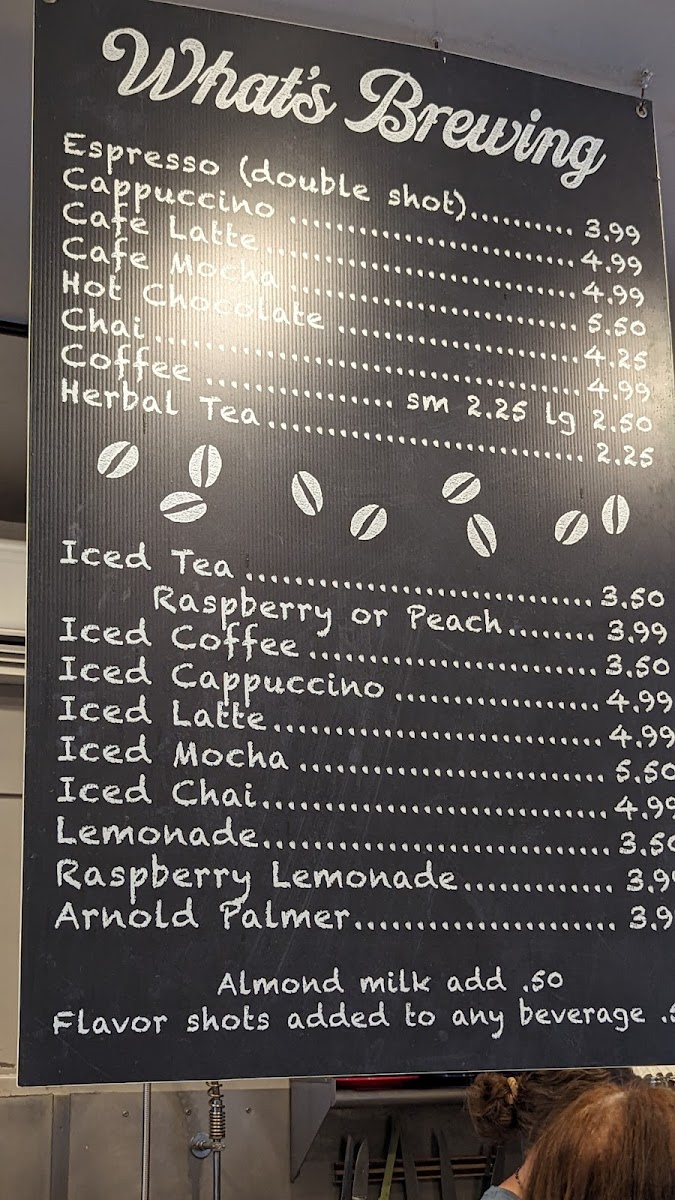 What's Brewing
Espresso (double shot).......... 3.99
Cappuccino .......................... 4.99
Cafe Latte............................ 4.99
Cafe Mocha .......................... 5.50
Hot Chocolate ...................... 4.25
Chai....................................... 4.99
Coffee ................. sm 2.25 lg 2.50
Herbal Tea............................ 2.25
Iced Tea ................................ 3.50
Raspberry or Peach........ 3.99
Iced Coffee .......................... 3.50
Iced Cappuccino .................. 4.99
Iced Latte............................. 4.99
Iced Mocha ........................... 5.50
Iced Chai............................... 4.99
Lemonade............................... 3.50
Raspberry Lemonade............. 3.9
Arnold Palmer...................... 3.9
Almond milk add .50
Flavor shots added to any beverage